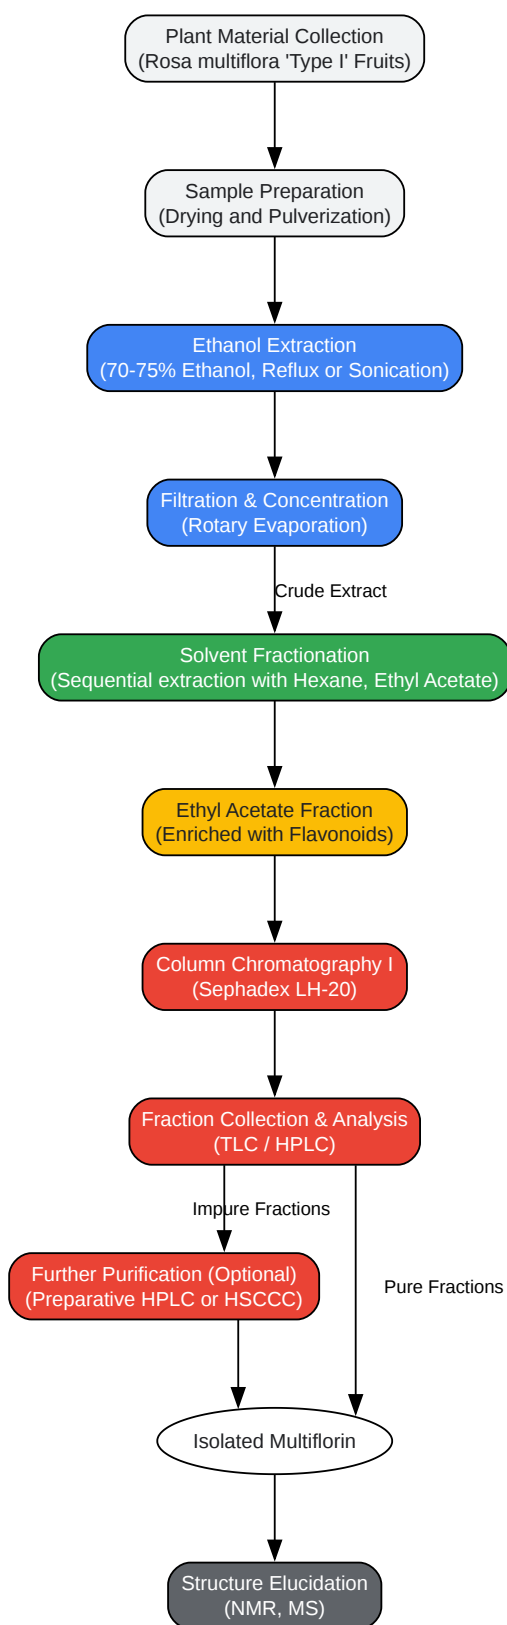 Plant Material Collection
(Rosa multiflora 'Type I' Fruits)
Sample Preparation
(Drying and Pulverization)
Ethanol Extraction
(70-75% Ethanol, Reflux or Sonication)
Filtration & Concentration
(Rotary Evaporation)
Crude Extract
Solvent Fractionation
(Sequential extraction with Hexane, Ethyl Acetate)
Ethyl Acetate Fraction
(Enriched with Flavonoids)
Column Chromatography I
(Sephadex LH-20)
Fraction Collection & Analysis
(TLC / HPLC)
Impure Fractions
Further Purification (Optional)
(Preparative HPLC or HSCCC)
Pure Fractions
Isolated Multiflorin
Structure Elucidation
(NMR, MS)